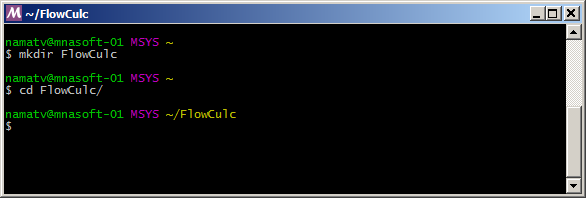 ~/FlowCulc
namatv@mnasoft-01 MSYS ~
$ mkdir FlowCulc
namatv@mnasoft-01 MSYS ~
$ cd FlowCulc/
namatv@mnasoft-01 MSYS ~/FlowCulc
$